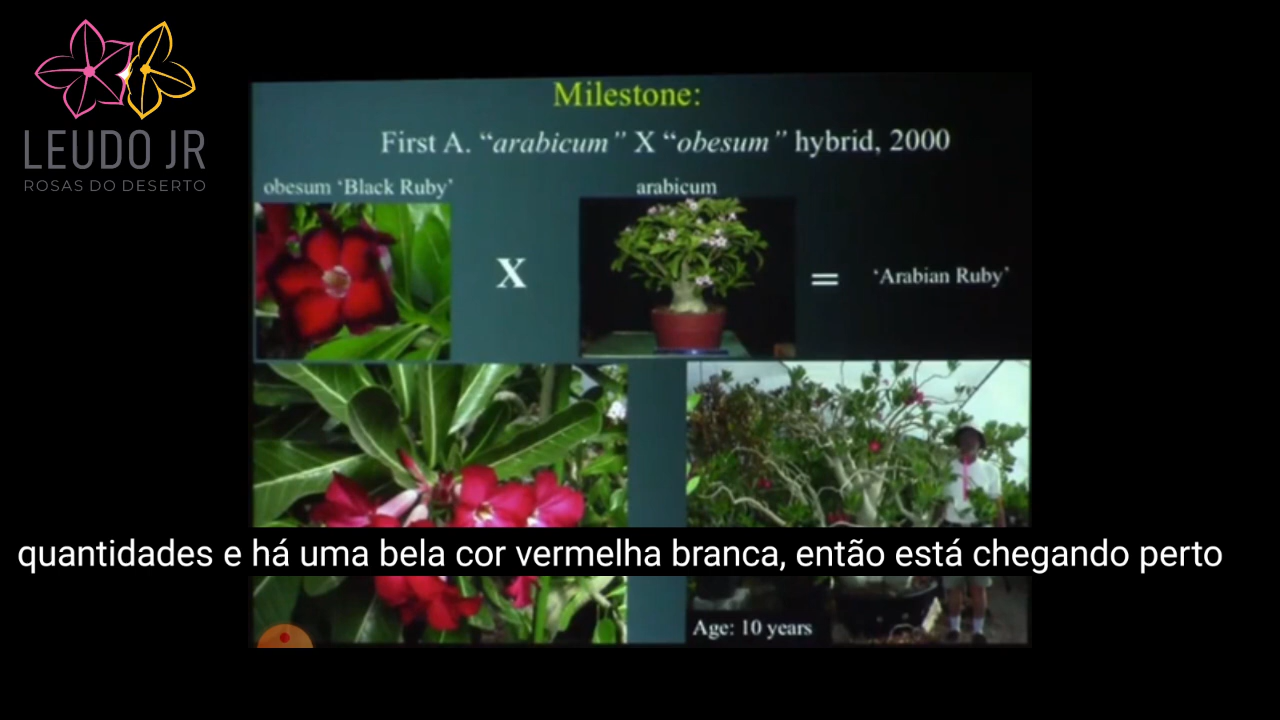 LEUDO JR
ROSAS DO DESERTO
Milestone:
First A. “arabicum” X “obesum” hybrid, 2000
obesum ‘Black Ruby’
arabicum
X
=
‘Arabian Ruby’
quantidades e há uma bela cor vermelha branca, então está chegando perto
Age: 10 years